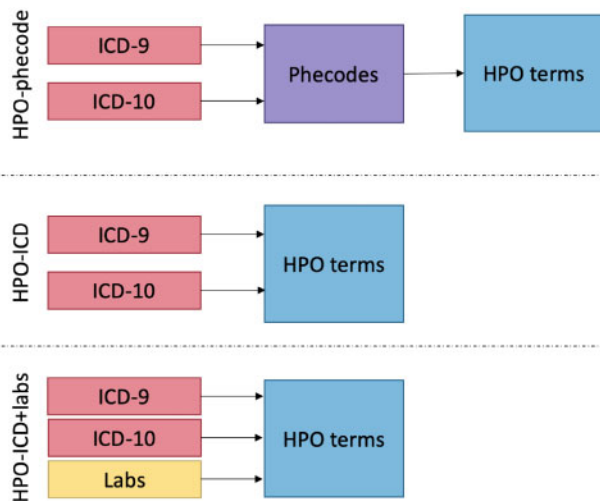 HPO-phecode
ICD-9
ICD-10
Phecodes
HPO terms
HPO-ICD
ICD-9
ICD-10
HPO terms
HPO-ICD+labs
ICD-9
ICD-10
Labs
HPO terms